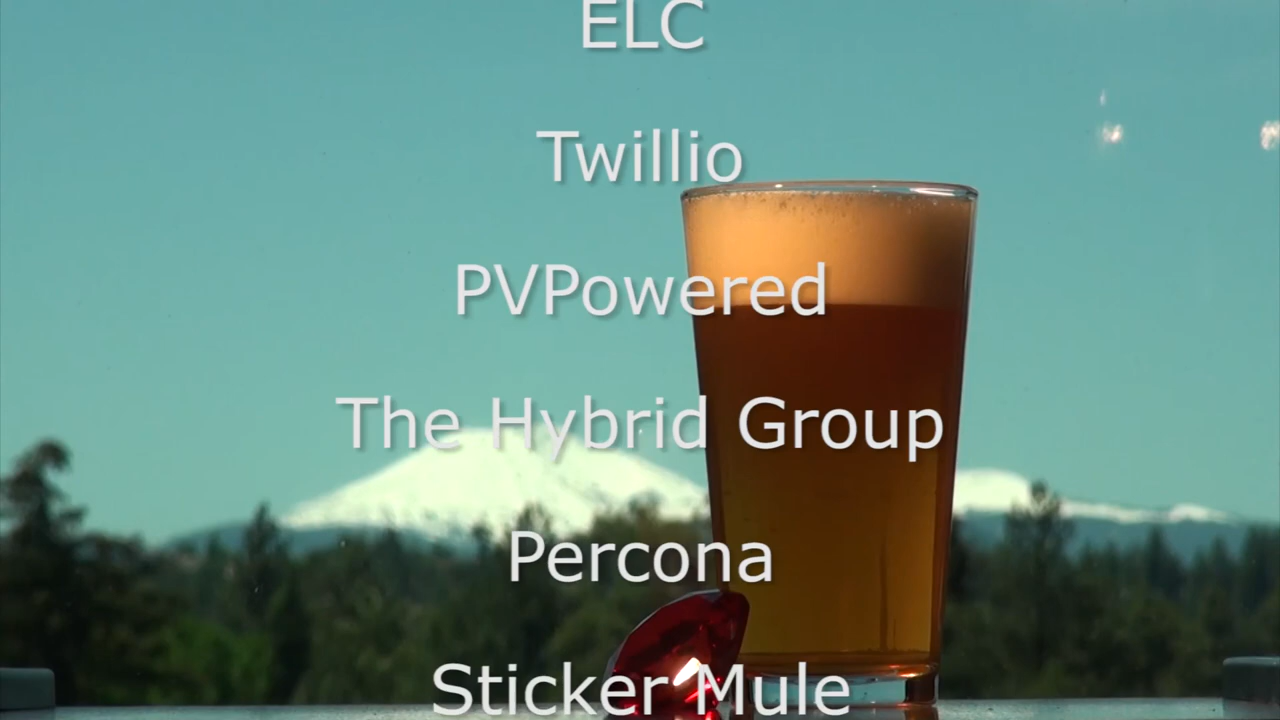 ELC
Twillio
PVPowered
The Hybrid Group
Percona
Sticker Mule